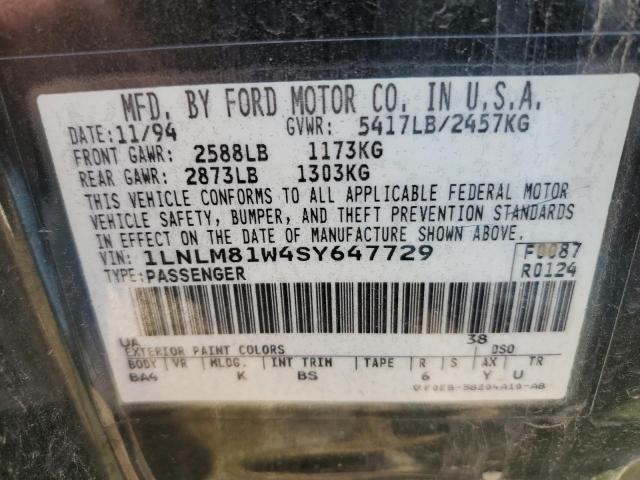 MFD. BY FORD MOTOR CO. IN U.S.A.
DATE: 11/94 GVWR: 5417LB/2457KG
FRONT GAWR: 2588LB 1173KG
REAR GAWR: 2873LB 1303KG
THIS VEHICLE CONFORMS TO ALL APPLICABLE FEDERAL MOTOR
VEHICLE SAFETY, BUMPER, AND THEFT PREVENTION STANDARDS
IN EFFECT ON THE DATE OF MANUFACTURE SHOWN ABOVE.
VIN: 1LNLM81W4SY647729 F0087
TYPE: PASSENGER R0124
UA 38
EXTERIOR PAINT COLORS DSO
BODY VR MLDG. INT TRIM TAPE R S AX TR
BA4 K BS 6 Y U
▽F0EB-58204A10-AB